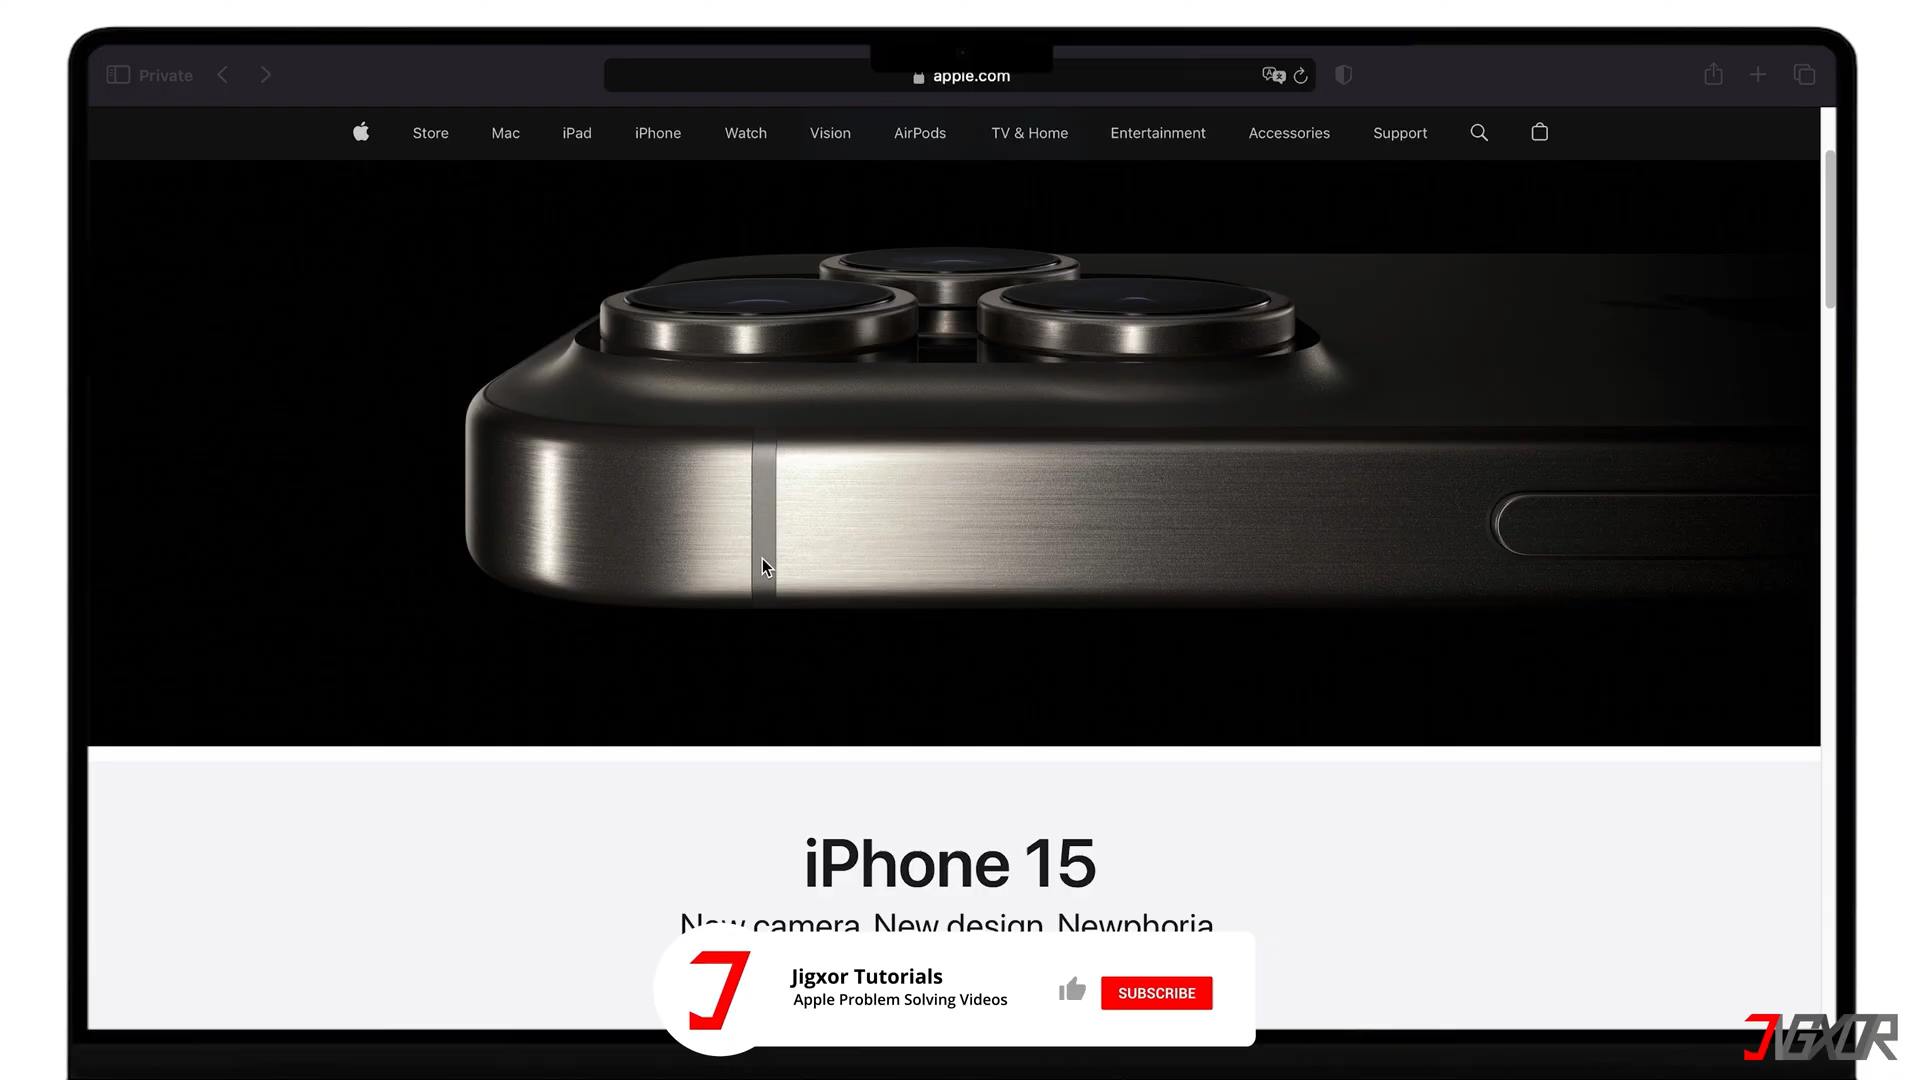 Private
apple.com
Store Mac iPad iPhone Watch Vision AirPods TV & Home Entertainment Accessories Support
iPhone 15
New camera. New design. Newphoria.
Jigxor Tutorials
Apple Problem Solving Videos
SUBSCRIBE
JIGXOR